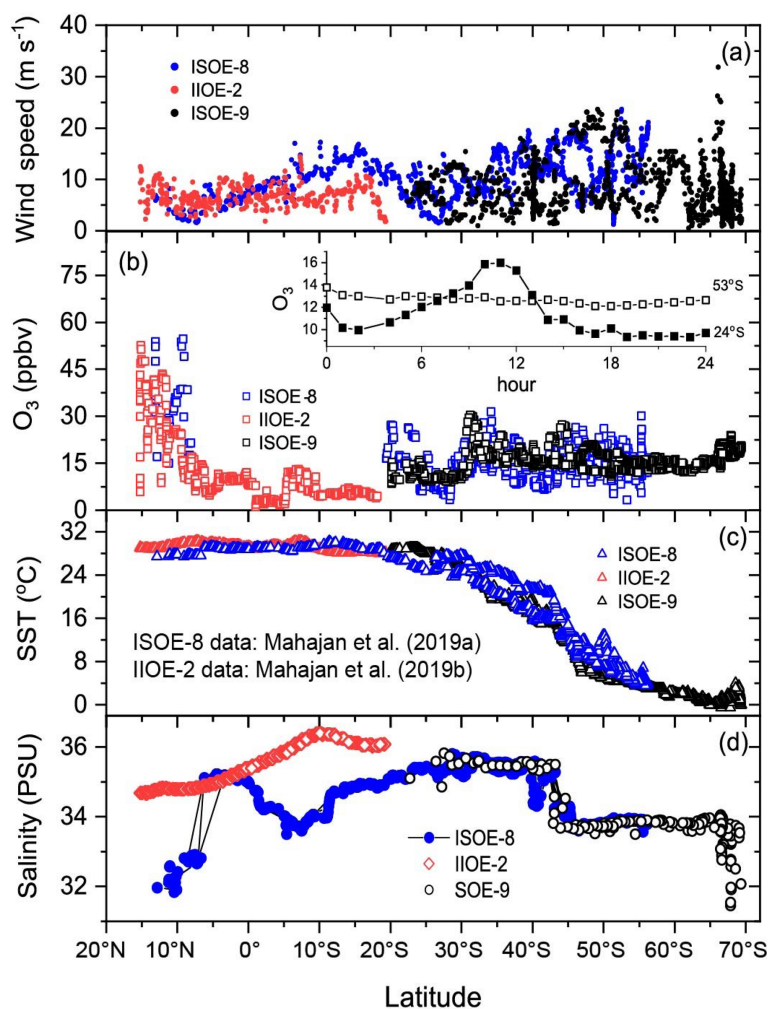 40
30
20
10
0
Wind speed (m s⁻¹)
(a)
ISOE-8
IIOE-2
ISOE-9
75
60
45
30
15
0
O₃ (ppbv)
(b)
16
14
12
10
O₃
53°S
24°S
0 6 12 18 24
hour
ISOE-8
IIOE-2
ISOE-9
32
24
16
8
0
SST (°C)
(c)
ISOE-8
IIOE-2
ISOE-9
ISOE-8 data: Mahajan et al. (2019a)
IIOE-2 data: Mahajan et al. (2019b)
36
34
32
Salinity (PSU)
(d)
ISOE-8
IIOE-2
SOE-9
20°N 10°N 0° 10°S 20°S 30°S 40°S 50°S 60°S 70°S
Latitude